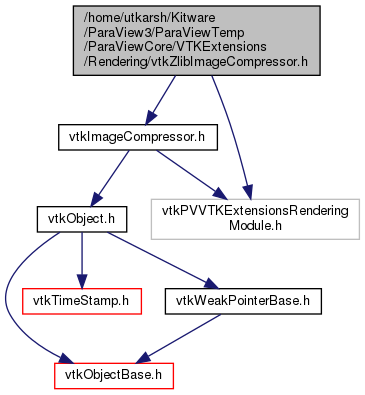 /home/utkarsh/Kitware
/ParaView3/ParaViewTemp
/ParaViewCore/VTKExtensions
/Rendering/vtkZlibImageCompressor.h
vtkImageCompressor.h
vtkObject.h
vtkPVVTKExtensionsRendering
Module.h
vtkTimeStamp.h
vtkWeakPointerBase.h
vtkObjectBase.h